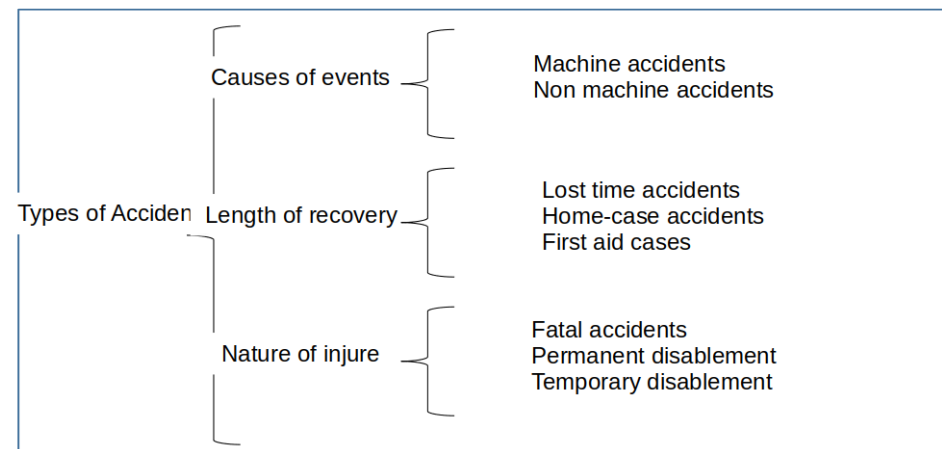 Causes of events
Machine accidents
Non machine accidents
Types of Acciden
Length of recovery
Lost time accidents
Home-case accidents
First aid cases
Nature of injure
Fatal accidents
Permanent disablement
Temporary disablement